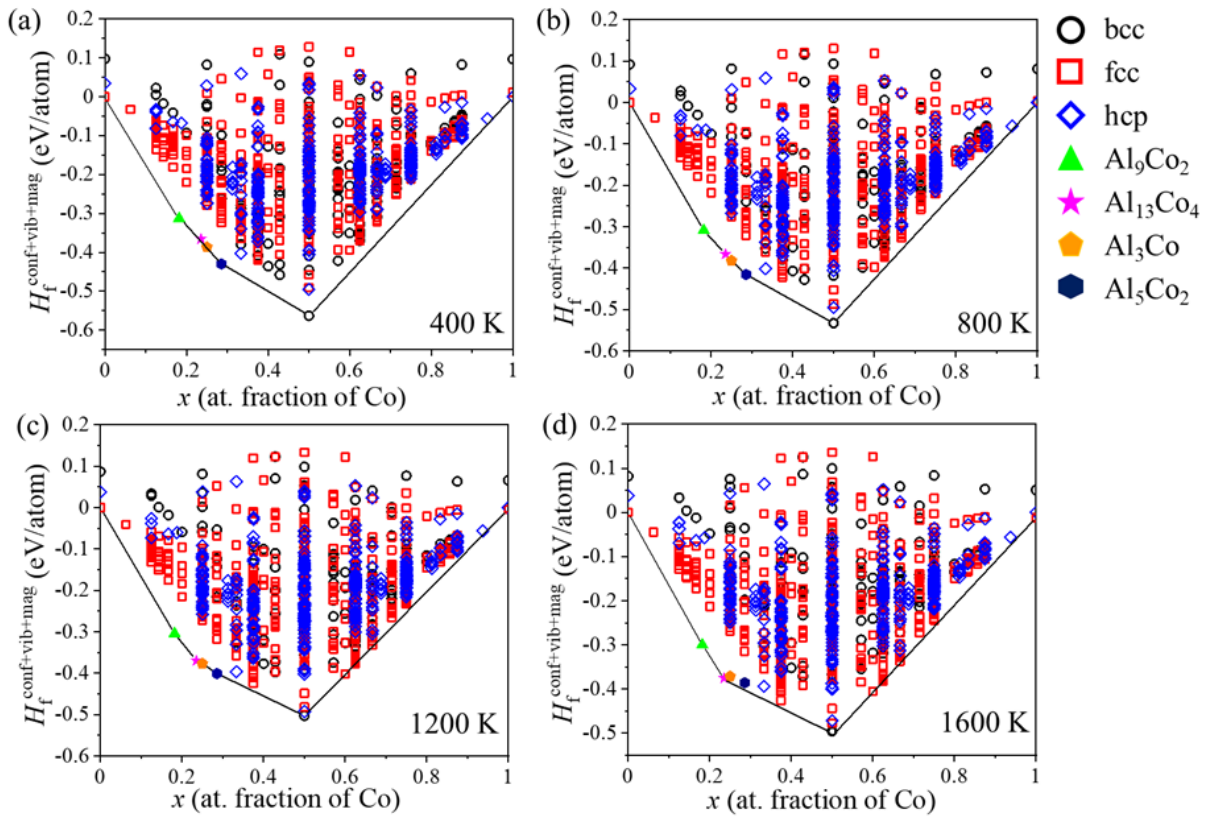 (a)
0.2
0.1
0
-0.1
-0.2
-0.3
-0.4
-0.5
-0.6
H_f^conf+vib+mag (eV/atom)
400 K
0 0.2 0.4 0.6 0.8 1
x (at. fraction of Co)
(b)
0.2
0.1
0
-0.1
-0.2
-0.3
-0.4
-0.5
-0.6
H_f^conf+vib+mag (eV/atom)
800 K
0 0.2 0.4 0.6 0.8 1
x (at. fraction of Co)
bcc
fcc
hcp
Al₉Co₂
Al₁₃Co₄
Al₃Co
Al₅Co₂
(c)
0.2
0.1
0
-0.1
-0.2
-0.3
-0.4
-0.5
-0.6
H_f^conf+vib+mag (eV/atom)
1200 K
0 0.2 0.4 0.6 0.8 1
x (at. fraction of Co)
(d)
0.2
0.1
0
-0.1
-0.2
-0.3
-0.4
-0.5
H_f^conf+vib+mag (eV/atom)
1600 K
0 0.2 0.4 0.6 0.8 1
x (at. fraction of Co)